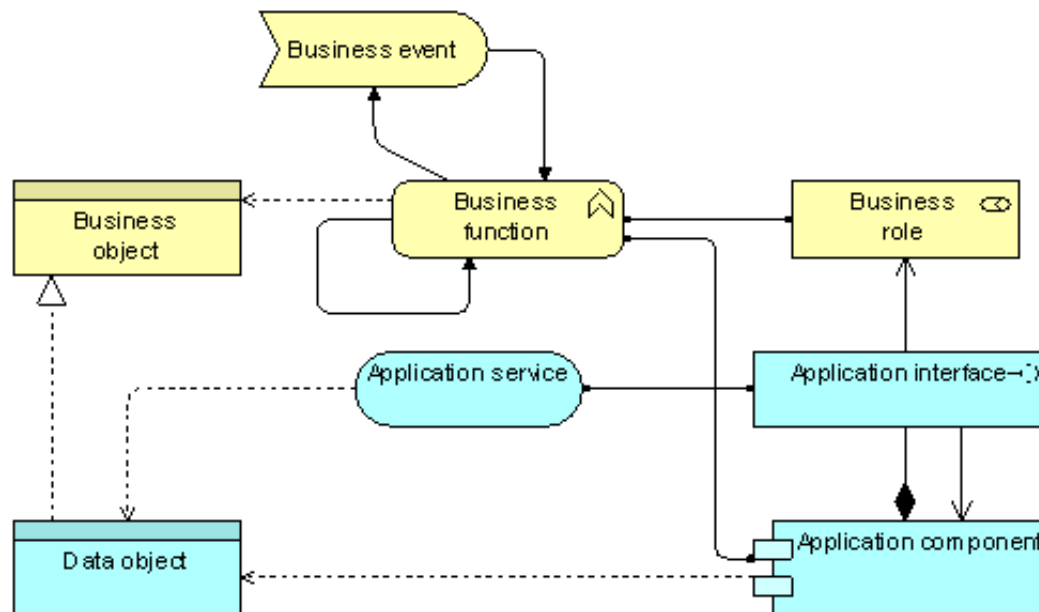 Business event
Business
object
Business
function
Business
role
Application service
Application interface
Data object
Application component